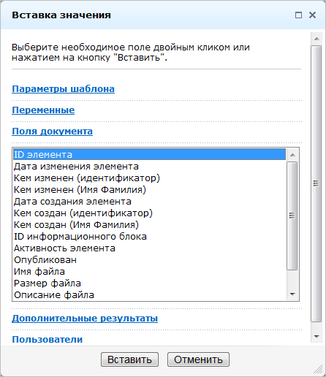 Вставка значения
Выберите необходимое поле двойным кликом или
нажатием на кнопку "Вставить".
Параметры шаблона
Переменные
Поля документа
ID элемента
Дата изменения элемента
Кем изменен (идентификатор)
Кем изменен (Имя Фамилия)
Дата создания элемента
Кем создан (идентификатор)
Кем создан (Имя Фамилия)
ID информационного блока
Активность элемента
Опубликован
Имя файла
Размер файла
Описание файла
Дополнительные результаты
Пользователи
Вставить Отменить